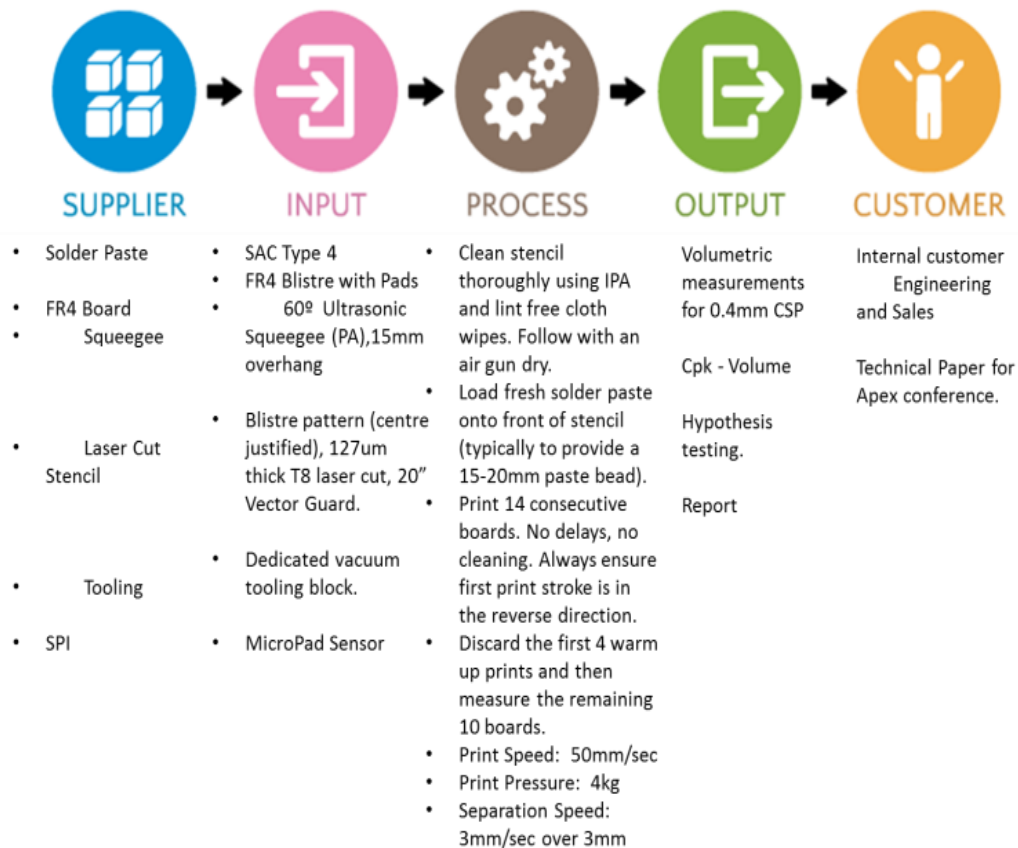 SUPPLIER
INPUT
PROCESS
OUTPUT
CUSTOMER
• Solder Paste
• FR4 Board
• Squeegee
• Laser Cut
Stencil
• Tooling
• SPI
• SAC Type 4
• FR4 Blistre with Pads
• 60º Ultrasonic
Squeegee (PA),15mm
overhang
• Blistre pattern (centre
justified), 127um
thick T8 laser cut, 20”
Vector Guard.
• Dedicated vacuum
tooling block.
• MicroPad Sensor
• Clean stencil
thoroughly using IPA
and lint free cloth
wipes. Follow with an
air gun dry.
• Load fresh solder paste
onto front of stencil
(typically to provide a
15-20mm paste bead).
• Print 14 consecutive
boards. No delays, no
cleaning. Always ensure
first print stroke is in
the reverse direction.
• Discard the first 4 warm
up prints and then
measure the remaining
10 boards.
• Print Speed: 50mm/sec
• Print Pressure: 4kg
• Separation Speed:
3mm/sec over 3mm
Volumetric
measurements
for 0.4mm CSP
Cpk - Volume
Hypothesis
testing.
Report
Internal customer
Engineering
and Sales
Technical Paper for
Apex conference.